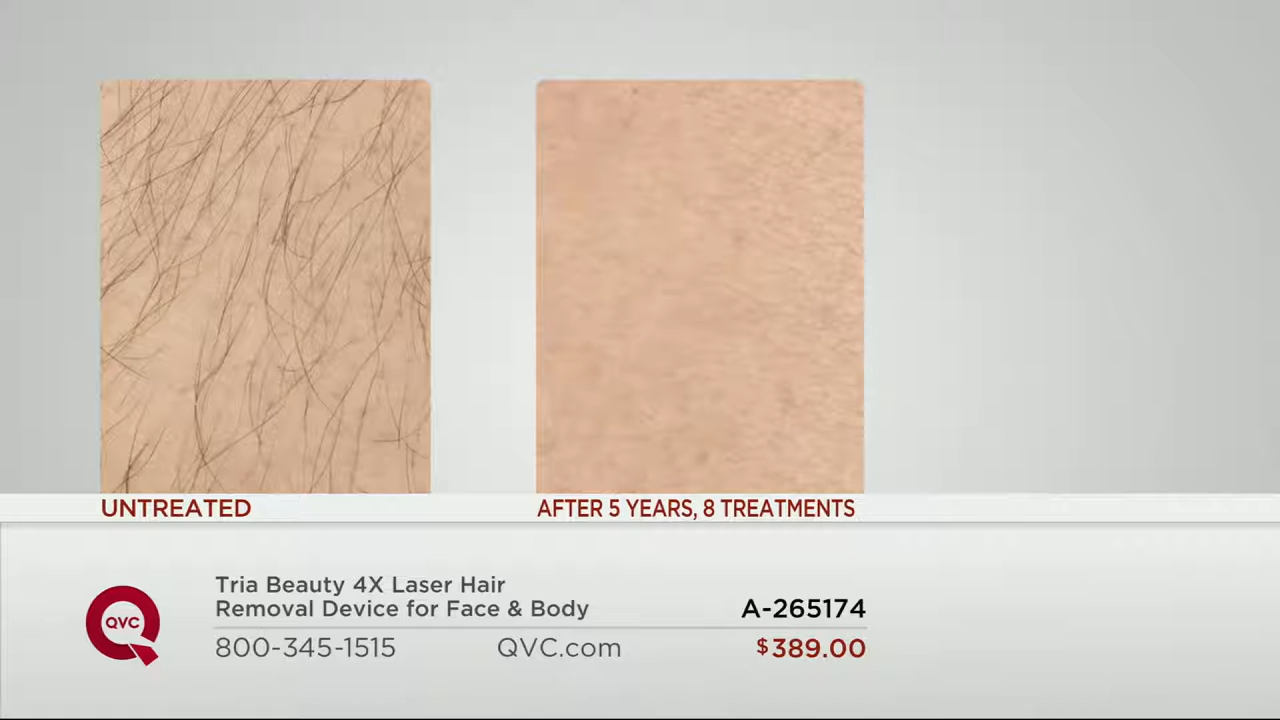 UNTREATED
AFTER 5 YEARS, 8 TREATMENTS
QVC
Tria Beauty 4X Laser Hair
Removal Device for Face & Body
A-265174
800-345-1515
QVC.com
$389.00